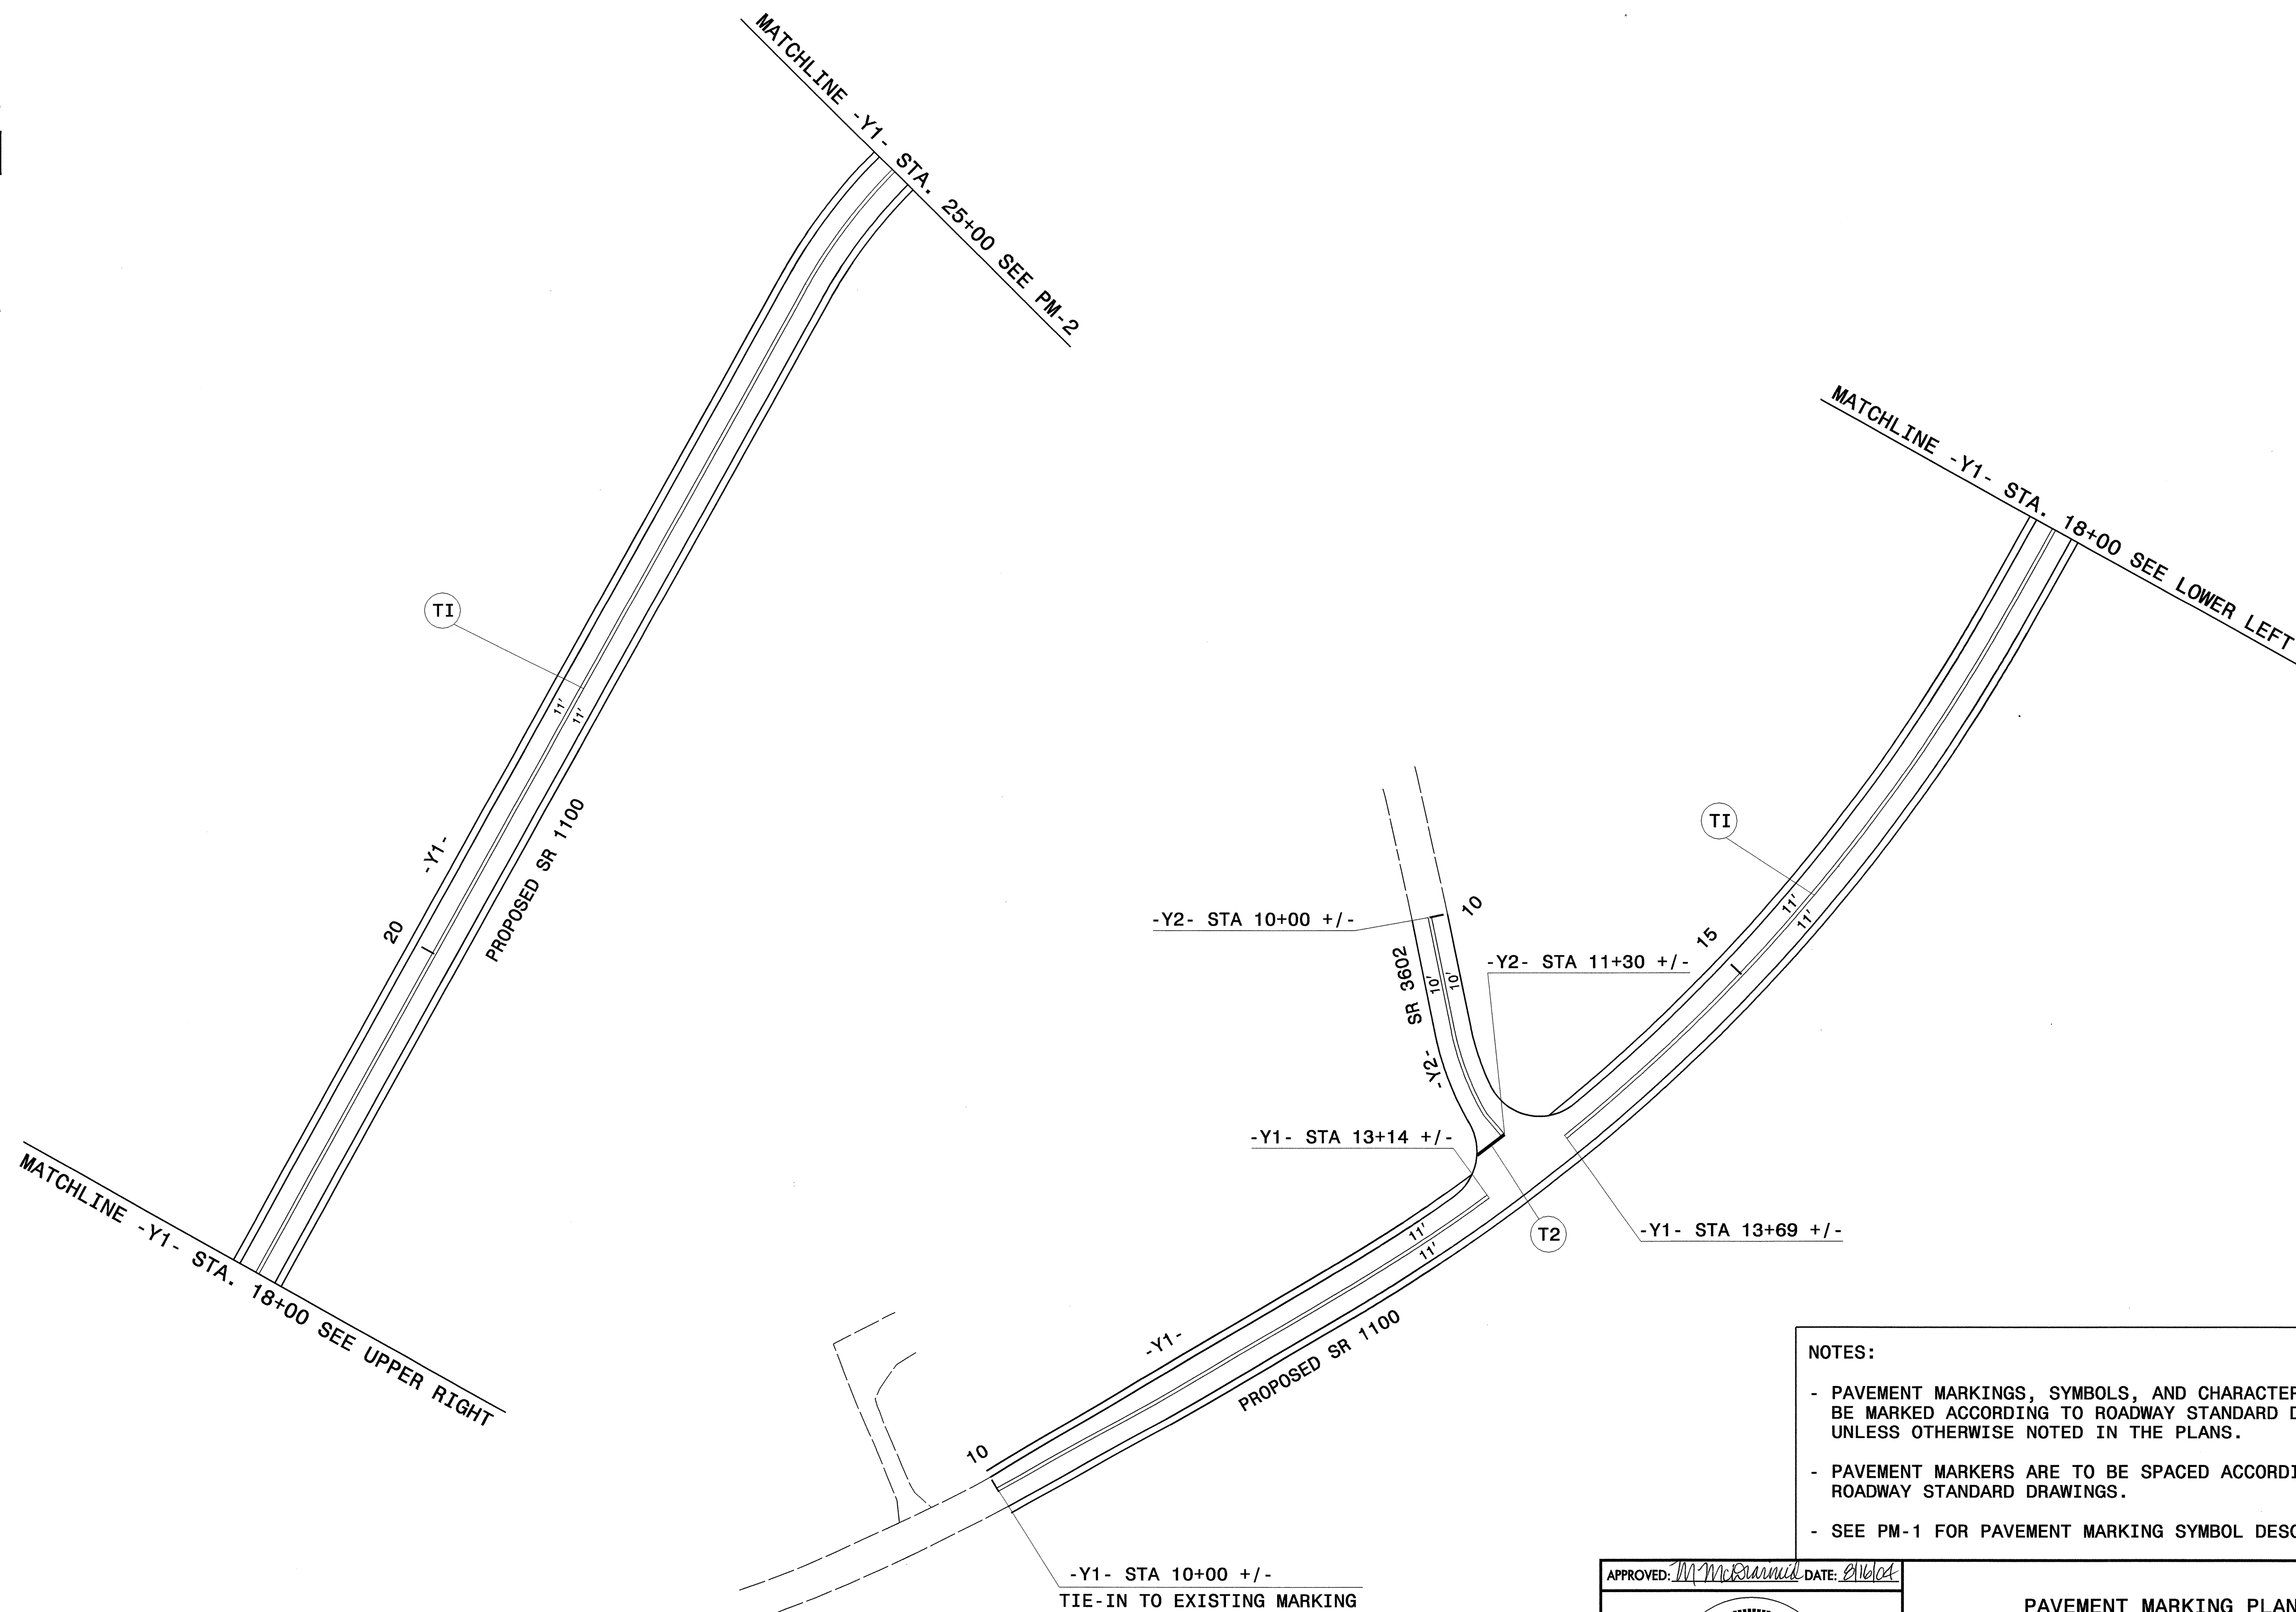 MATCHLINE -Y1- STA. 25+00 SEE PM-2
MATCHLINE -Y1- STA. 18+00 SEE LOWER LEFT
TI
11'
11'
-Y1-
20
PROPOSED SR 1100
MATCHLINE -Y1- STA. 18+00 SEE UPPER RIGHT
TI
11'
11'
15
-Y2- STA 10+00 +/-
10
SR 3602
10'
10'
-Y2-
-Y2- STA 11+30 +/-
-Y1- STA 13+14 +/-
T2
-Y1- STA 13+69 +/-
11'
11'
-Y1-
PROPOSED SR 1100
10
-Y1- STA 10+00 +/-
TIE-IN TO EXISTING MARKING
NOTES:
- PAVEMENT MARKINGS, SYMBOLS, AND CHARACTER
BE MARKED ACCORDING TO ROADWAY STANDARD D
UNLESS OTHERWISE NOTED IN THE PLANS.
- PAVEMENT MARKERS ARE TO BE SPACED ACCORDI
ROADWAY STANDARD DRAWINGS.
- SEE PM-1 FOR PAVEMENT MARKING SYMBOL DESC
APPROVED: M McDiarmid DATE: 8/16/04
PAVEMENT MARKING PLAN